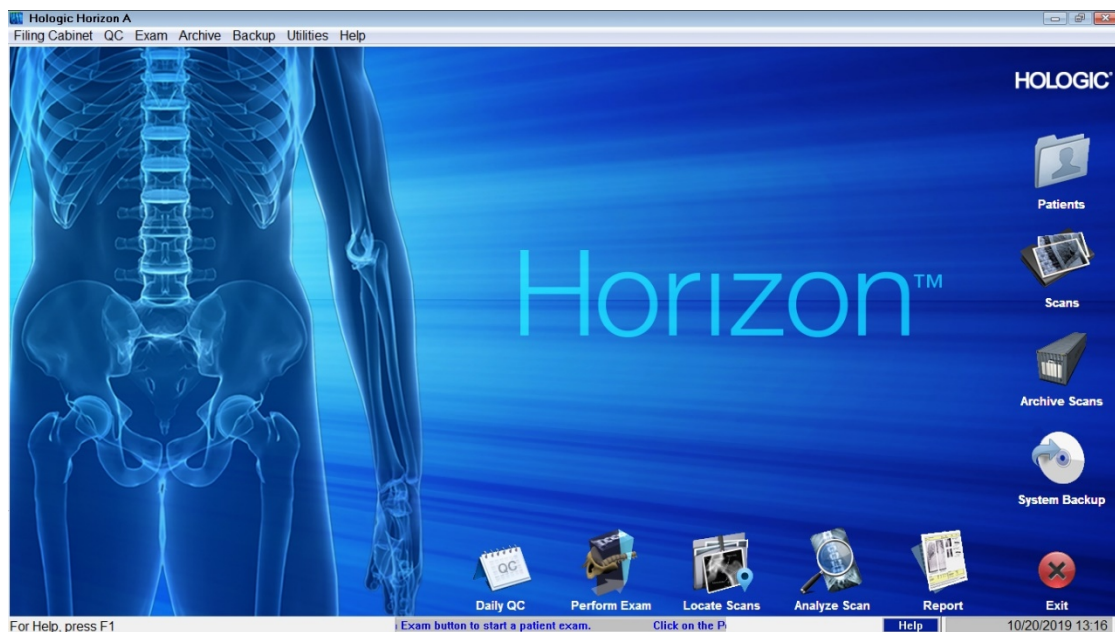 Hologic Horizon A
Filing Cabinet QC Exam Archive Backup Utilities Help
HOLOGIC
Patients
Scans
Horizon™
Archive Scans
System Backup
QC
Daily QC Perform Exam Locate Scans Analyze Scan Report Exit
For Help, press F1 Exam button to start a patient exam. Click on the Help 10/20/2019 13:16